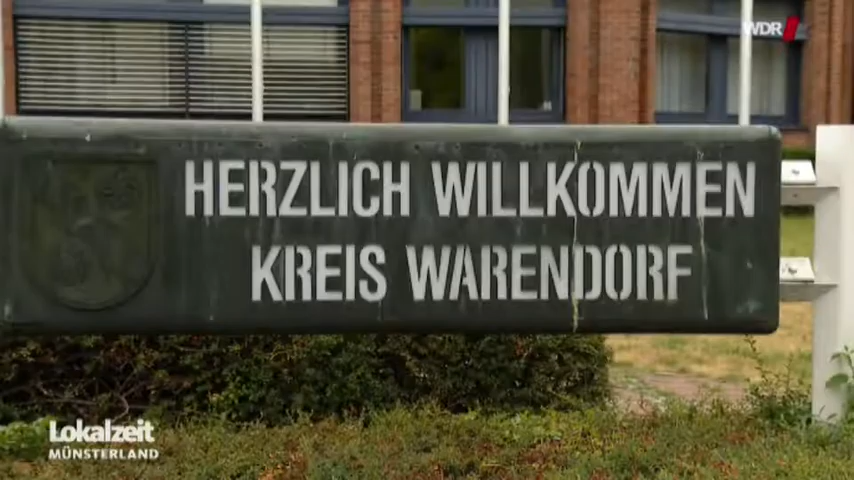 WDR
HERZLICH WILLKOMMEN
KREIS WARENDORF
Lokalzeit
MÜNSTERLAND